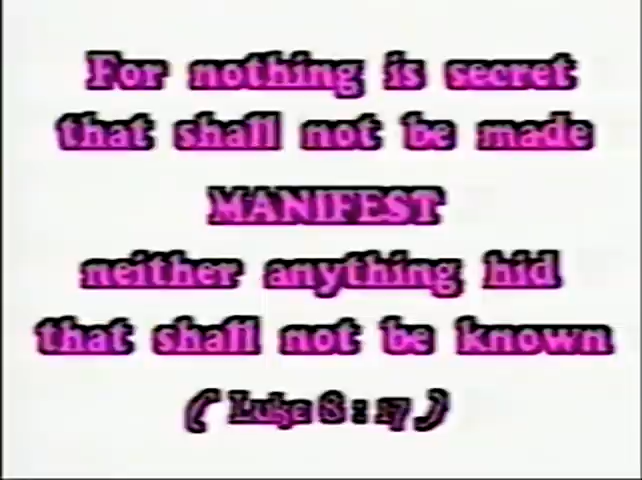 For nothing is secret
that shall not be made
MANIFEST
neither anything hid
that shall not be known
( Luke 8 : 17 )